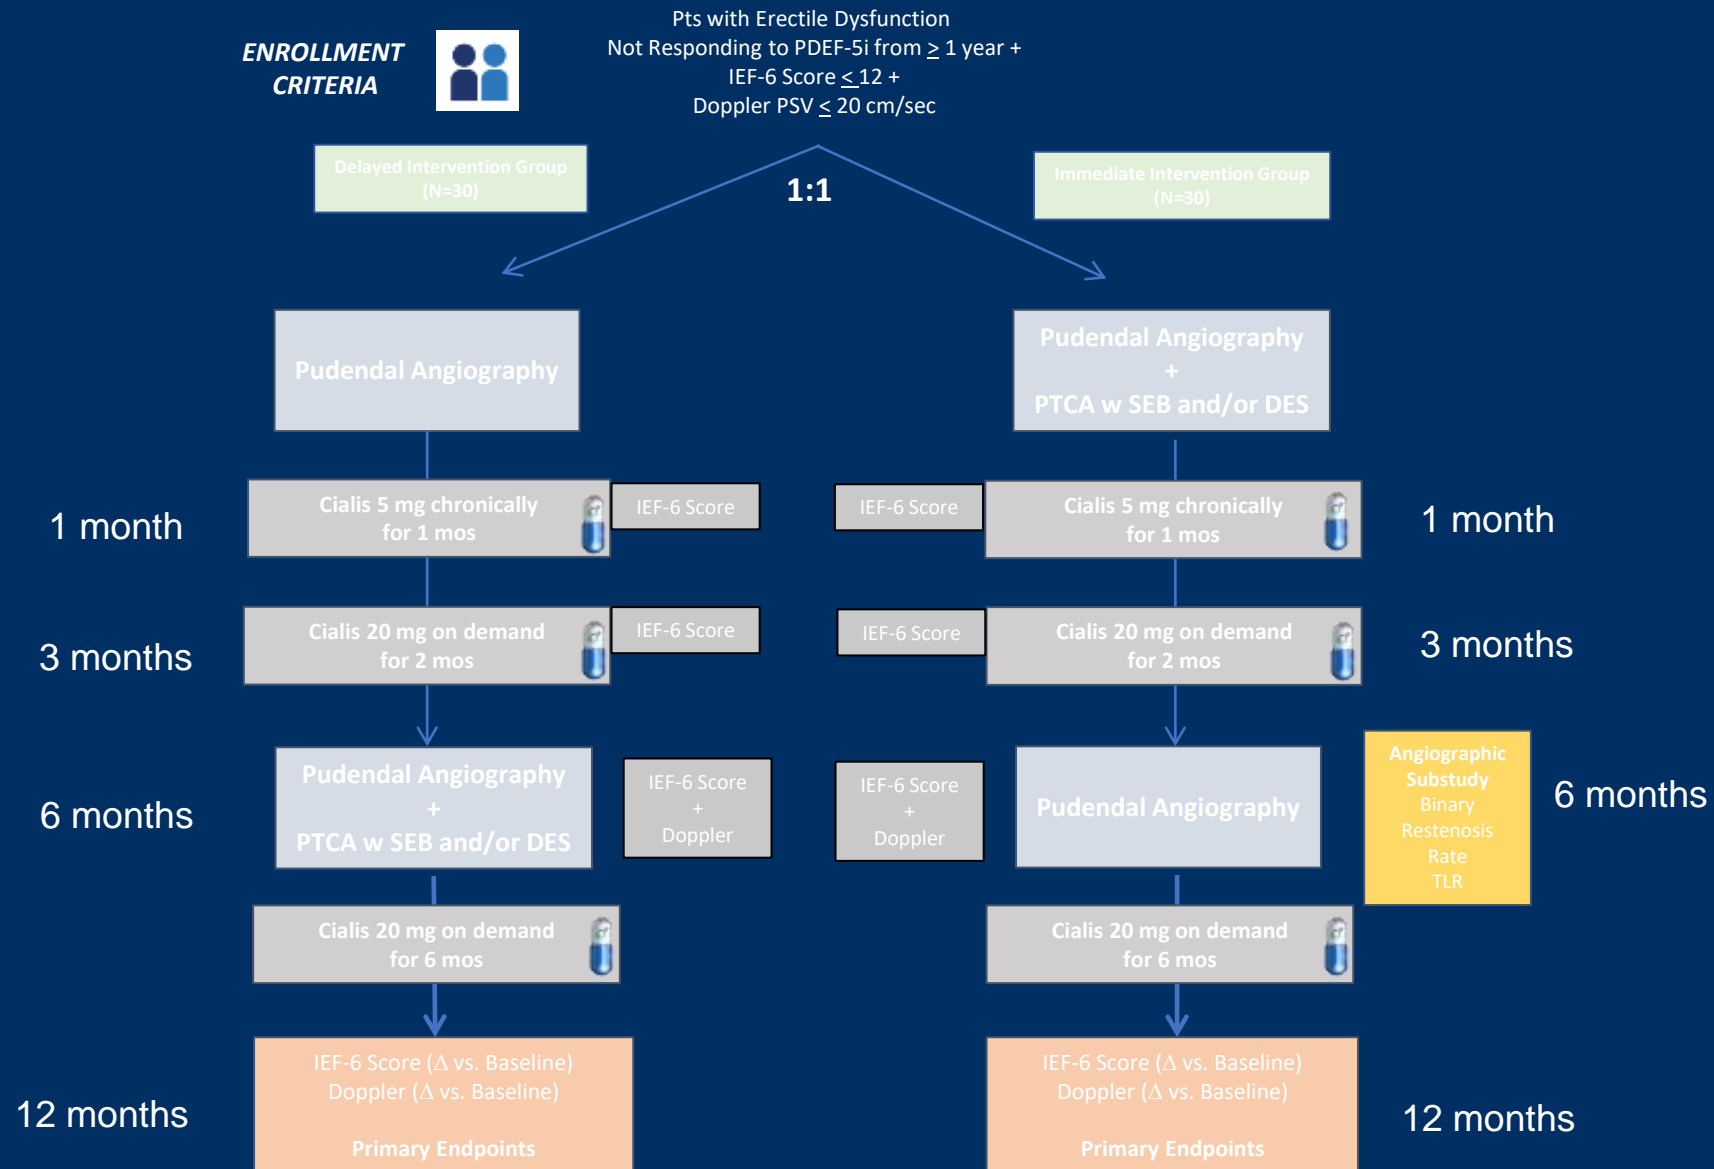 ENROLLMENT
CRITERIA
Pts with Erectile Dysfunction
Not Responding to PDEF-5i from ≥ 1 year +
IEF-6 Score ≤ 12 +
Doppler PSV ≤ 20 cm/sec
Delayed Intervention Group
(N=30)
1:1
Immediate Intervention Group
(N=30)
Pudendal Angiography
Pudendal Angiography
+
PTCA w SEB and/or DES
1 month
Cialis 5 mg chronically
for 1 mos
IEF-6 Score
IEF-6 Score
Cialis 5 mg chronically
for 1 mos
1 month
3 months
Cialis 20 mg on demand
for 2 mos
IEF-6 Score
IEF-6 Score
Cialis 20 mg on demand
for 2 mos
3 months
6 months
Pudendal Angiography
+
PTCA w SEB and/or DES
IEF-6 Score
+
Doppler
IEF-6 Score
+
Doppler
Pudendal Angiography
Angiographic
Substudy
Binary
Restenosis
Rate
TLR
6 months
Cialis 20 mg on demand
for 6 mos
Cialis 20 mg on demand
for 6 mos
12 months
IEF-6 Score (Δ vs. Baseline)
Doppler (Δ vs. Baseline)
Primary Endpoints
IEF-6 Score (Δ vs. Baseline)
Doppler (Δ vs. Baseline)
Primary Endpoints
12 months